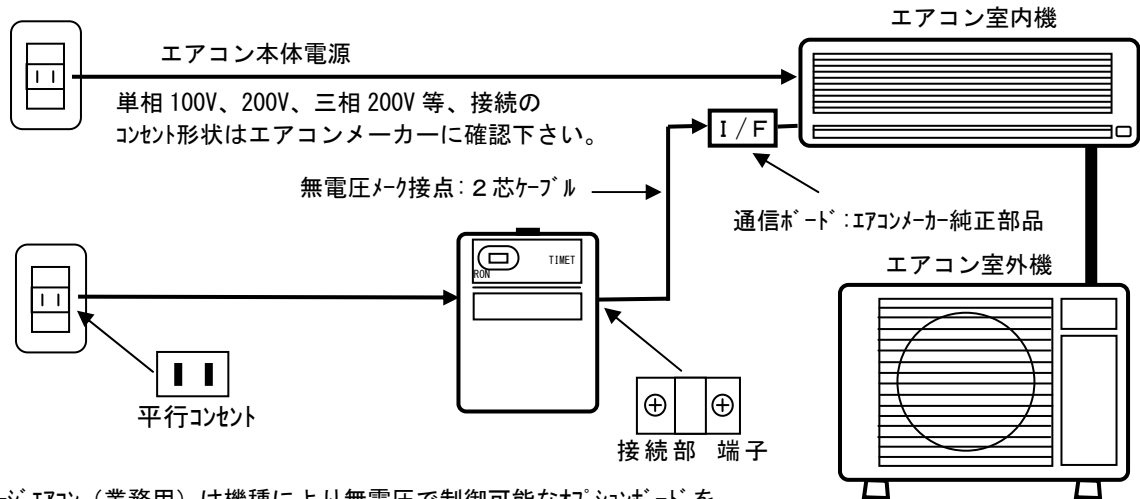 エアコン室内機
エアコン本体電源
単相 100V、200V、三相 200V 等、接続の
ｺﾝｾﾝﾄ形状はエアコンメーカーに確認下さい。
I／F
無電圧ﾒｰｸ接点：２芯ｹｰﾌﾞﾙ
通信ﾎﾞｰﾄﾞ：ｴｱｺﾝﾒｰｶｰ純正部品
TIMET
RON
エアコン室外機
平行ｺﾝｾﾝﾄ
接続部 端子
ｰｼﾞｴｱｺﾝ（業務用）は機種により無電圧で制御可能なｵﾌﾟｼｮﾝﾎﾞｰﾄﾞを